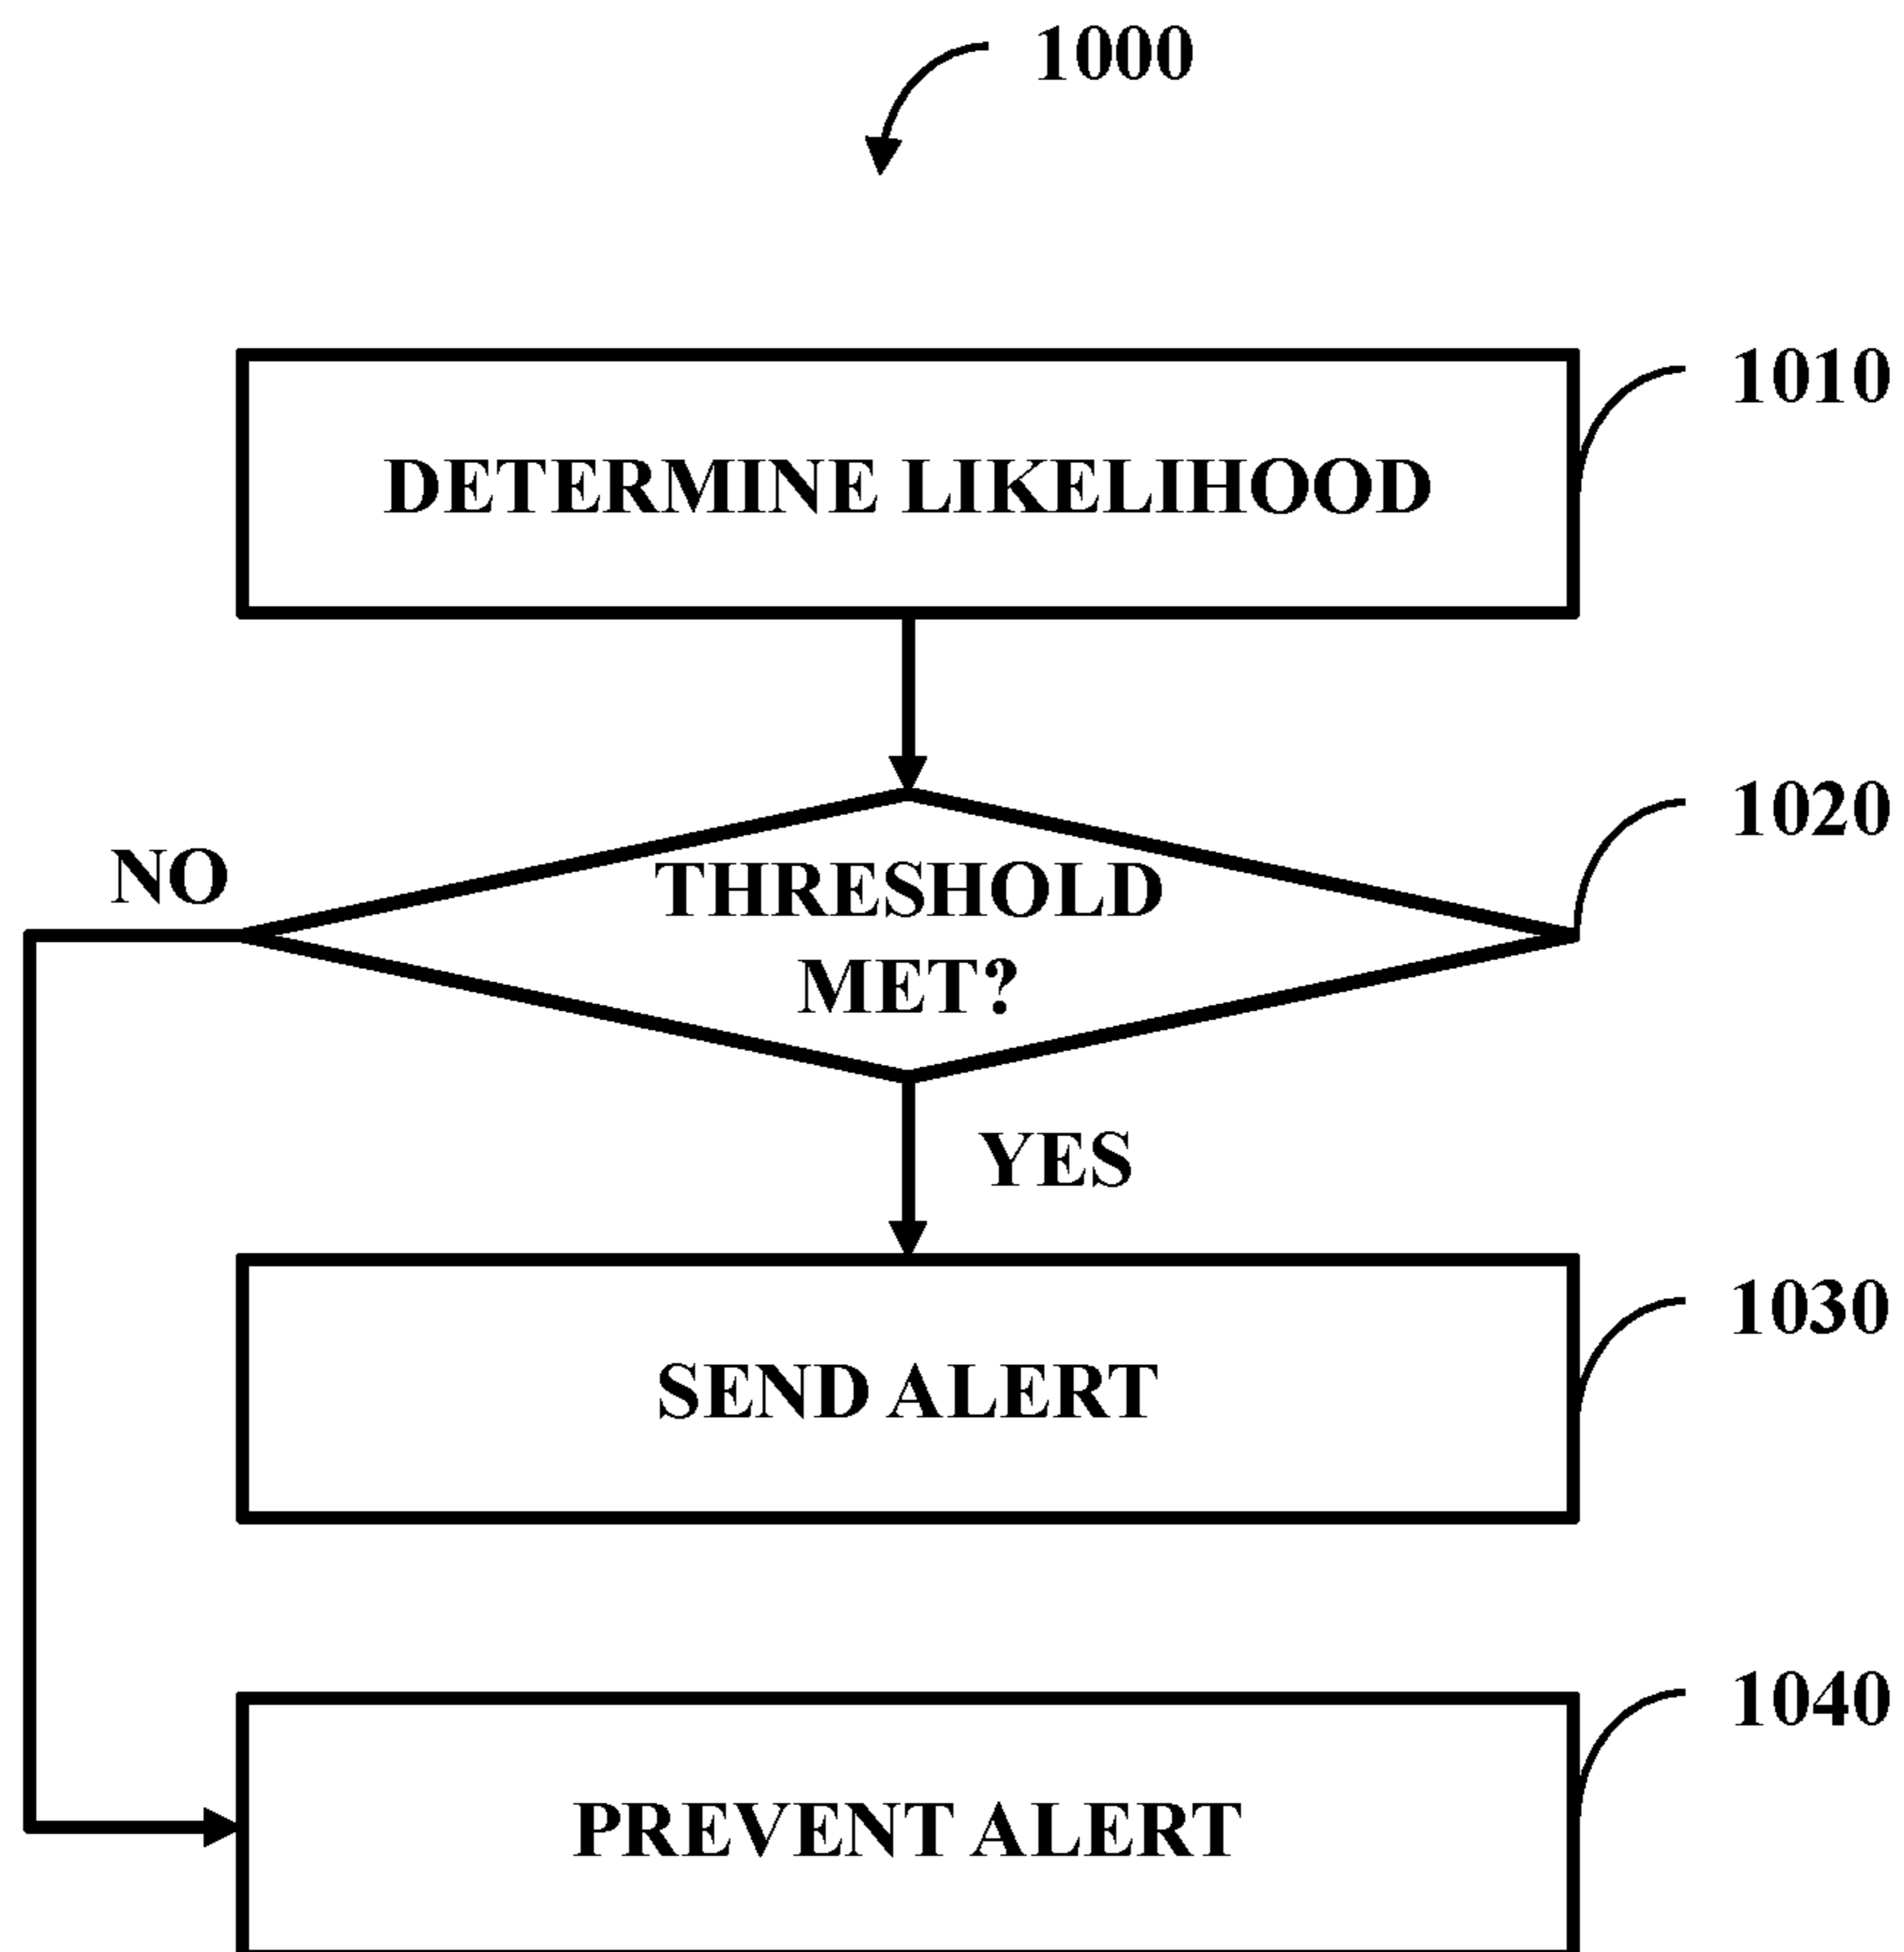 1000
1010
DETERMINE LIKELIHOOD
1020
NO
THRESHOLD
MET?
YES
1030
SEND ALERT
1040
PREVENT ALERT